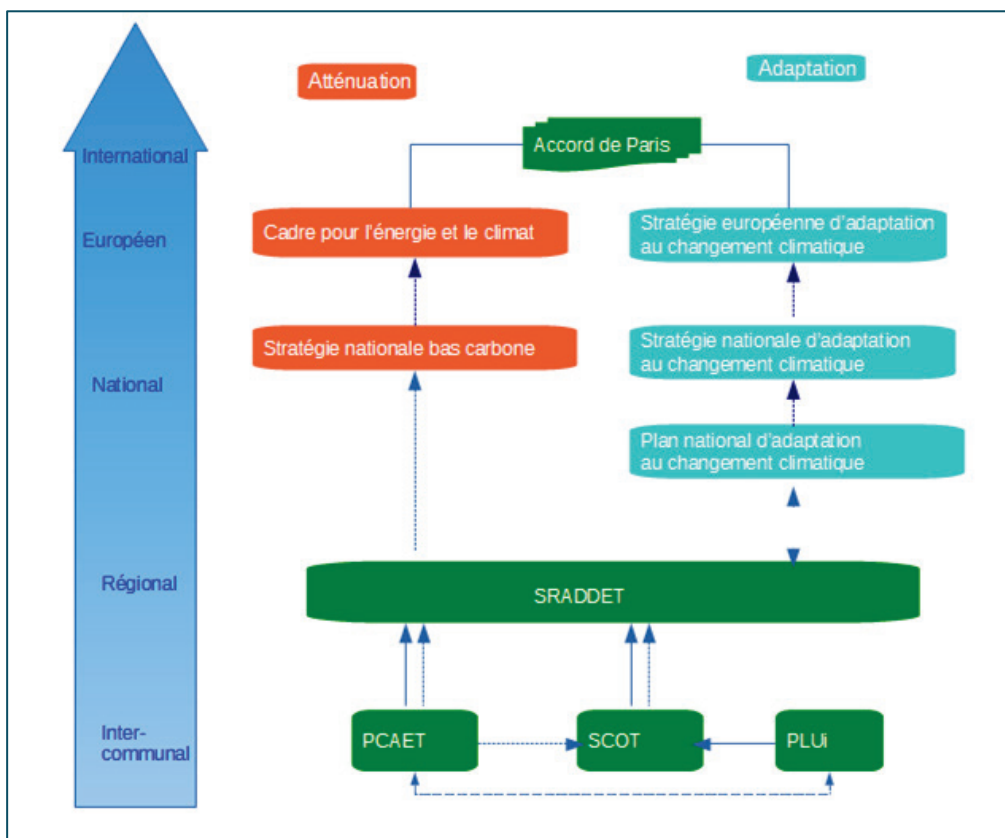 Atténuation
Adaptation
International
Accord de Paris
Européen
Cadre pour l'énergie et le climat
Stratégie européenne d'adaptation
au changement climatique
National
Stratégie nationale bas carbone
Stratégie nationale d'adaptation
au changement climatique
Plan national d'adaptation
au changement climatique
Régional
SRADDET
Inter-
communal
PCAET
SCOT
PLUi